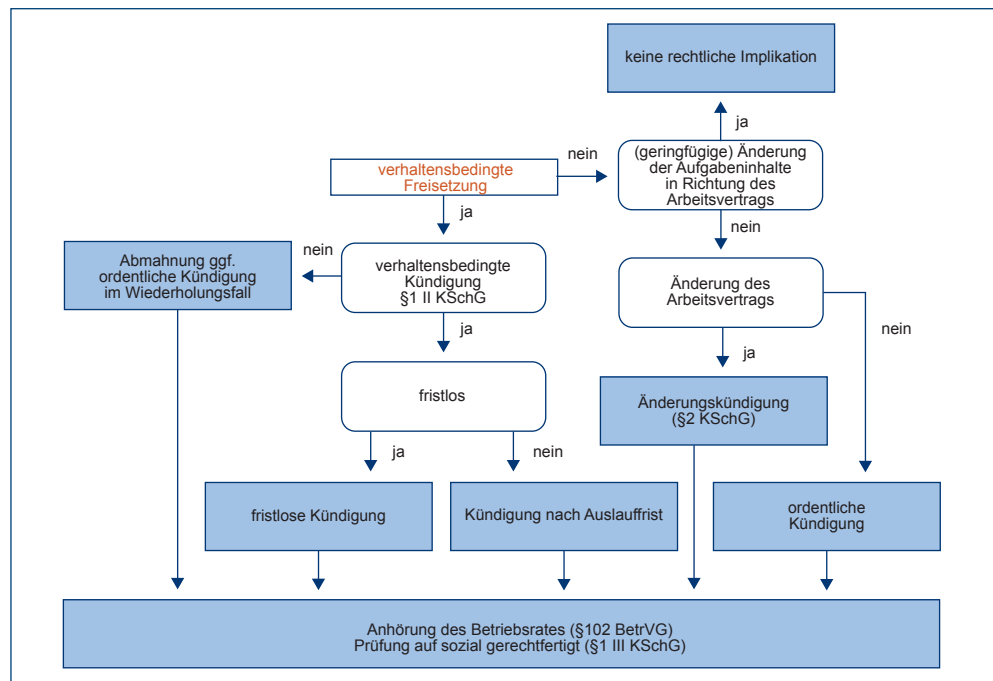 keine rechtliche Implikation
ja
nein
(geringfügige) Änderung
der Aufgabeninhalte
in Richtung des
Arbeitsvertrags
verhaltensbedingte
Freisetzung
ja
nein
nein
Abmahnung ggf.
ordentliche Kündigung
im Wiederholungsfall
verhaltensbedingte
Kündigung
§1 II KSchG
Änderung des
Arbeitsvertrags
nein
ja
ja
fristlos
Änderungskündigung
(§2 KSchG)
ja
nein
fristlose Kündigung
Kündigung nach Auslauffrist
ordentliche
Kündigung
Anhörung des Betriebsrates (§102 BetrVG)
Prüfung auf sozial gerechtfertigt (§1 III KSchG)